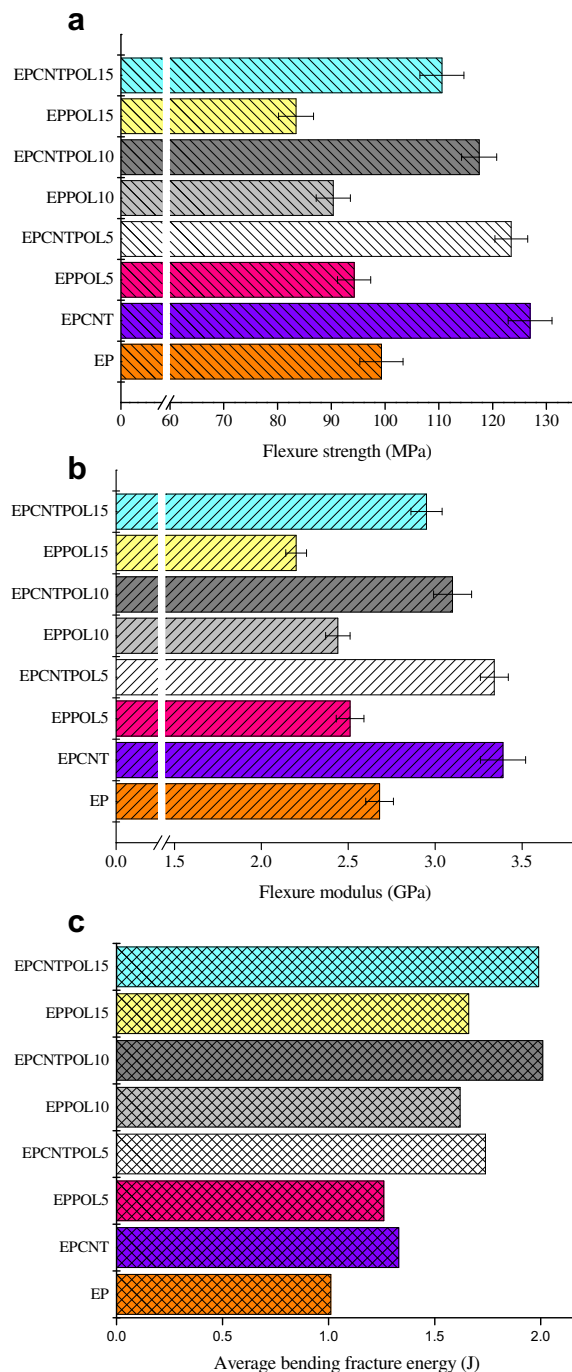 a
EPCNTPOL15
EPPOL15
EPCNTPOL10
EPPOL10
EPCNTPOL5
EPPOL5
EPCNT
EP
0 60 70 80 90 100 110 120 130
Flexure strength (MPa)
b
EPCNTPOL15
EPPOL15
EPCNTPOL10
EPPOL10
EPCNTPOL5
EPPOL5
EPCNT
EP
0.0 1.5 2.0 2.5 3.0 3.5
Flexure modulus (GPa)
c
EPCNTPOL15
EPPOL15
EPCNTPOL10
EPPOL10
EPCNTPOL5
EPPOL5
EPCNT
EP
0.0 0.5 1.0 1.5 2.0
Average bending fracture energy (J)